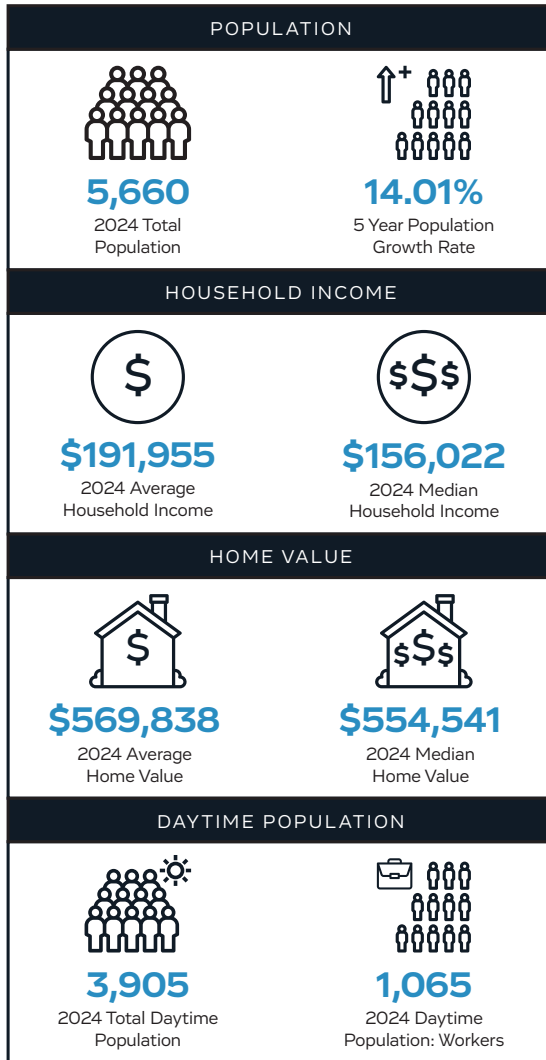 POPULATION
5,660
2024 Total
Population
14.01%
5 Year Population
Growth Rate
HOUSEHOLD INCOME
$
$191,955
2024 Average
Household Income
$$$
$156,022
2024 Median
Household Income
HOME VALUE
$
$569,838
2024 Average
Home Value
$$$
$554,541
2024 Median
Home Value
DAYTIME POPULATION
3,905
2024 Total Daytime
Population
1,065
2024 Daytime
Population: Workers